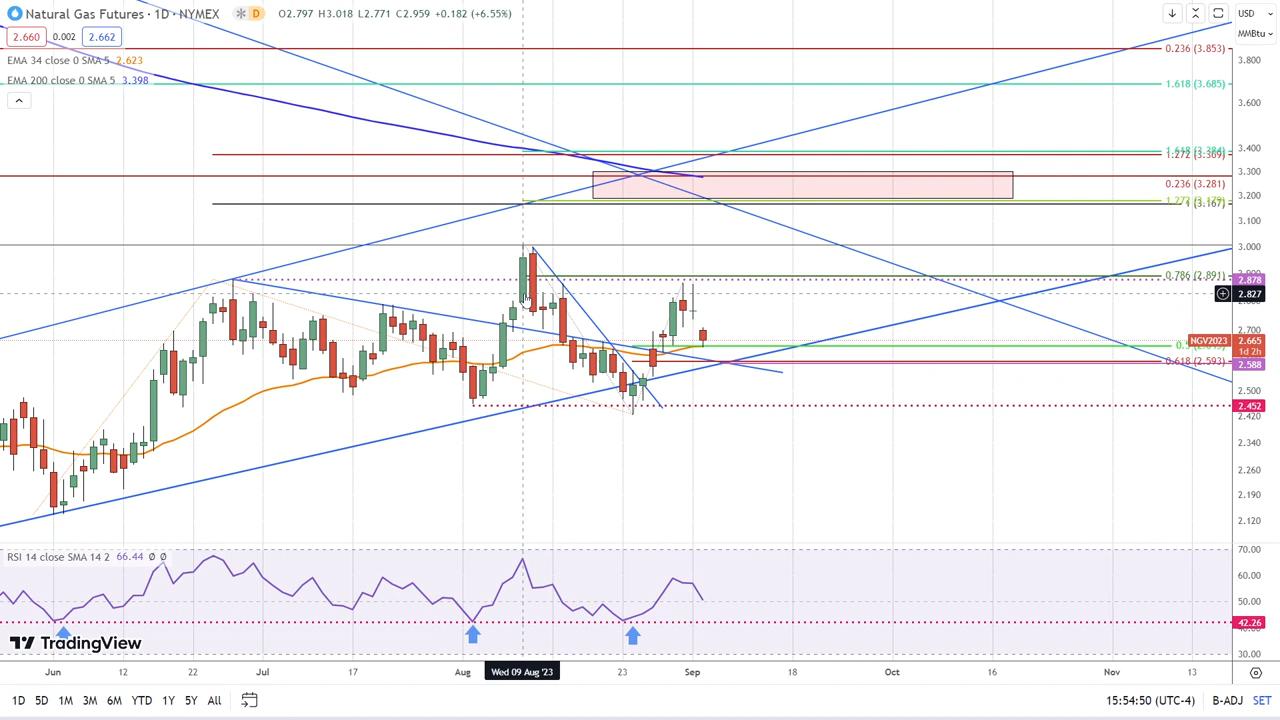 Natural Gas Futures · 1D · NYMEX D O2.797 H3.018 L2.771 C2.959 +0.182 (+6.55%)
USD
MMBtu
2.660 0.002 2.662
EMA 34 close 0 SMA 5 2.623
EMA 200 close 0 SMA 5 3.398
0.236 (3.853)
1.618 (3.685)
1.272 (3.369)
0.236 (3.281)
1 (3.167)
0.786 (2.891)
0.618 (2.593)
3.800
3.600
3.400
3.300
3.200
3.100
3.000
2.878
2.827
2.700
NGV2023 2.665
1d 2h
2.588
2.500
2.452
2.420
2.340
2.260
2.190
2.120
RSI 14 close SMA 14 2 66.44 Ø Ø
70.00
60.00
50.00
42.26
30.00
TradingView
Jun 12 22 Jul 17 Aug Wed 09 Aug '23 23 Sep 18 Oct 16 Nov 13
1D 5D 1M 3M 6M YTD 1Y 5Y All 15:54:50 (UTC-4) B-ADJ SET